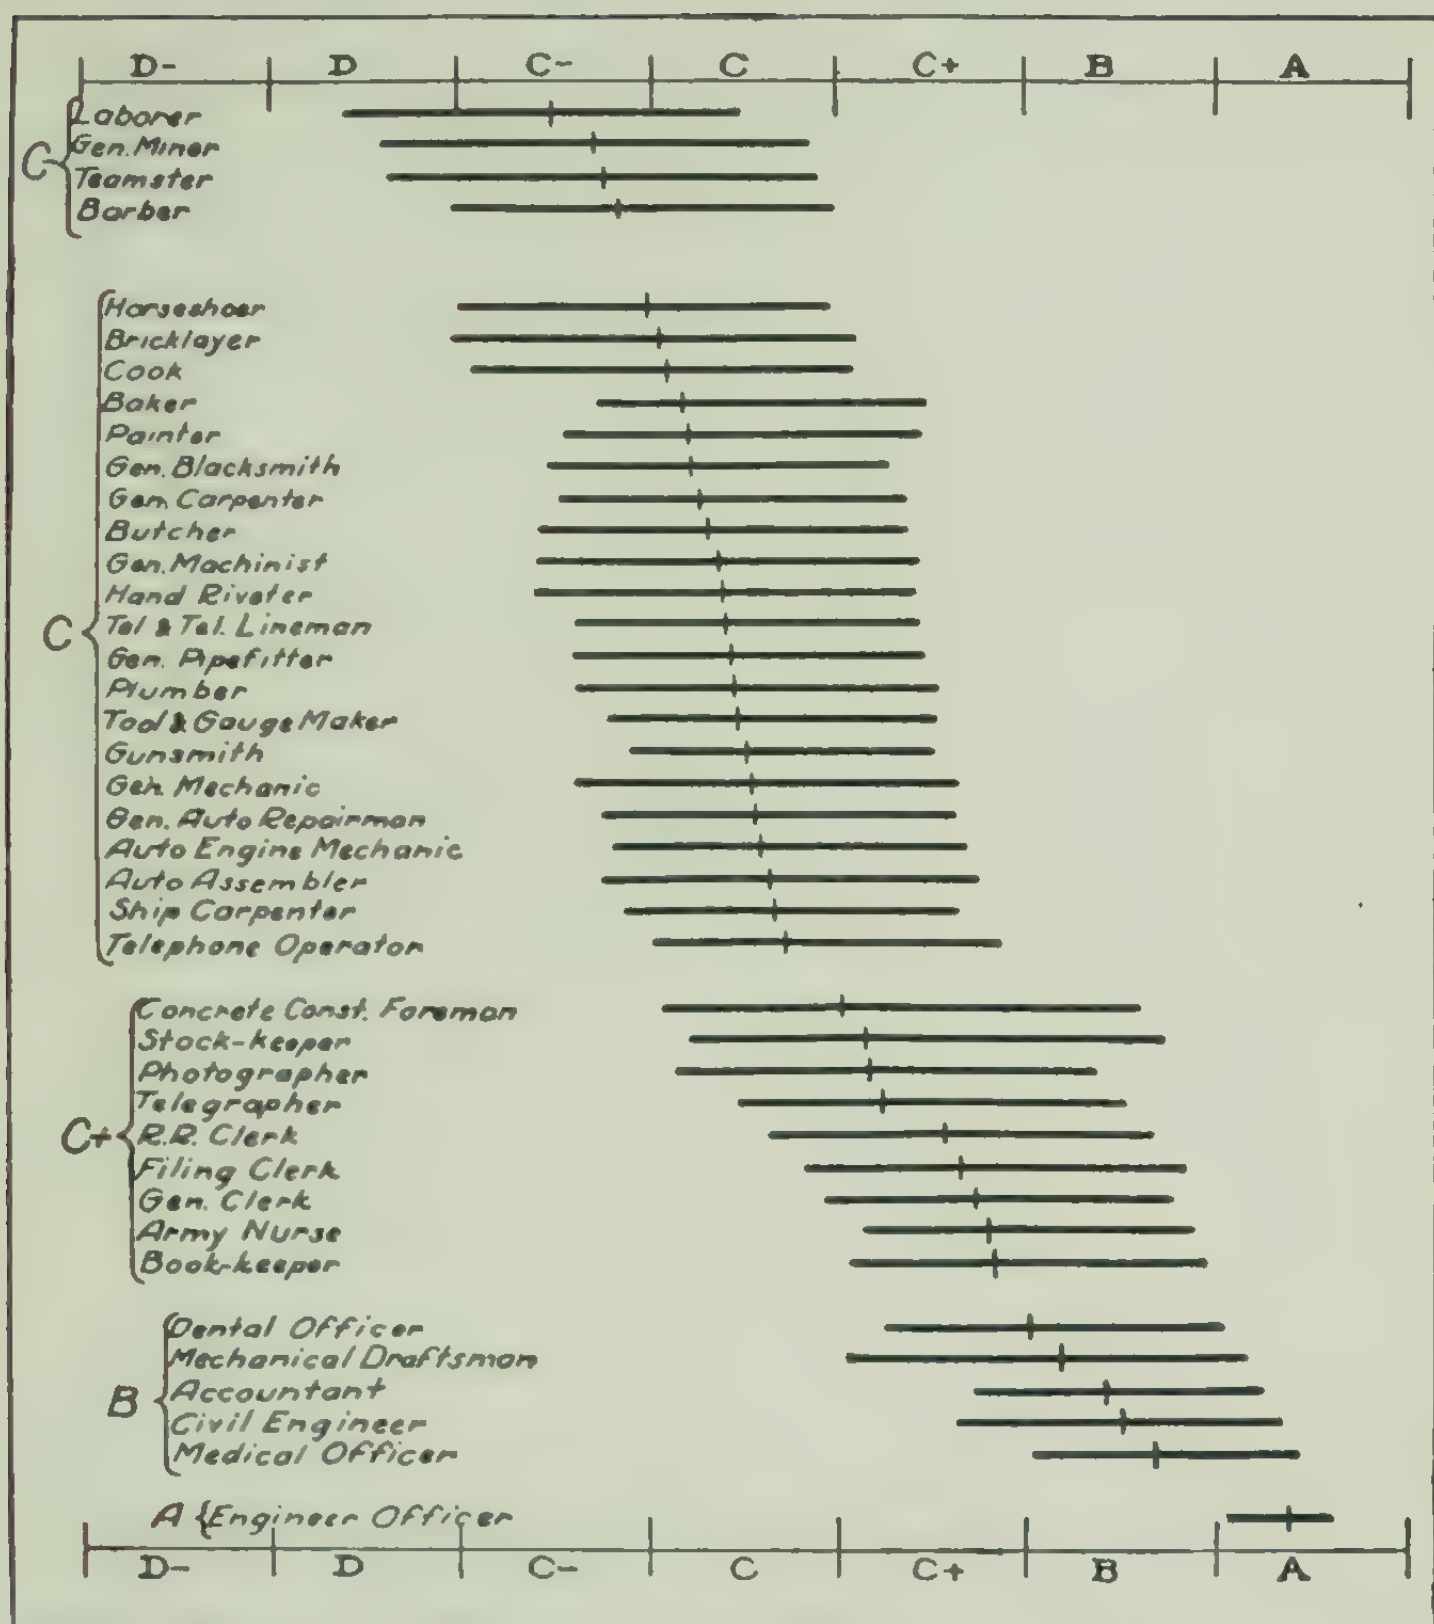 D- D C- C C+ B A
Laborer
Gen. Miner
C- Teamster
Barber
Horseshoer
Bricklayer
Cook
Baker
Painter
Gen. Blacksmith
Gen. Carpenter
Butcher
Gen. Machinist
Hand Riveter
C Tel & Tel. Lineman
Gen. Pipefitter
Plumber
Tool & Gauge Maker
Gunsmith
Gen. Mechanic
Gen. Auto Repairman
Auto Engine Mechanic
Auto Assembler
Ship Carpenter
Telephone Operator
Concrete Const. Foreman
Stock-keeper
Photographer
Telegrapher
C+ R.R. Clerk
Filing Clerk
Gen. Clerk
Army Nurse
Book-keeper
Dental Officer
Mechanical Draftsman
B Accountant
Civil Engineer
Medical Officer
A Engineer Officer
D- D C- C C+ B A